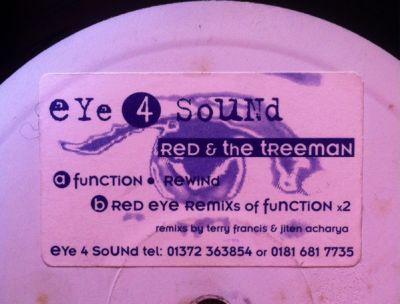 eYe 4 SoUNd
Red & the tReeman
a fuNCTION • ReWINd
b Red eYe RemIXs of fuNCTION x2
remixs by terry francis & jiten acharya
eYe 4 SoUNd tel: 01372 363854 or 0181 681 7735